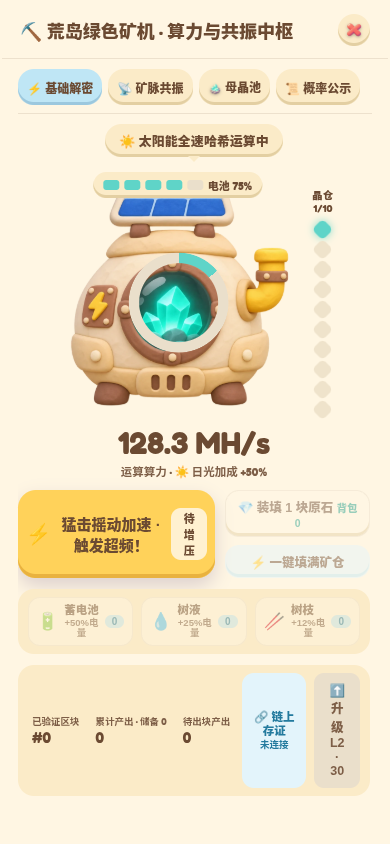 荒岛绿色矿机 · 算力与共振中枢
基础解密
矿脉共振
母晶池
概率公示
太阳能全速哈希运算中
电池 75%
晶仓
1/10
128.3 MH/s
运算算力 · ☀️ 日光加成 +50%
猛击摇动加速 ·
触发超频!
待
增
压
装填 1 块原石 背包
0
一键填满矿仓
蓄电池
+50%电
量
0
树液
+25%电
量
0
树枝
+12%电
量
0
已验证区块
#0
累计产出 · 储备 0
0
待出块产出
0
链上
存证
未连接
升
级
L2
·
30